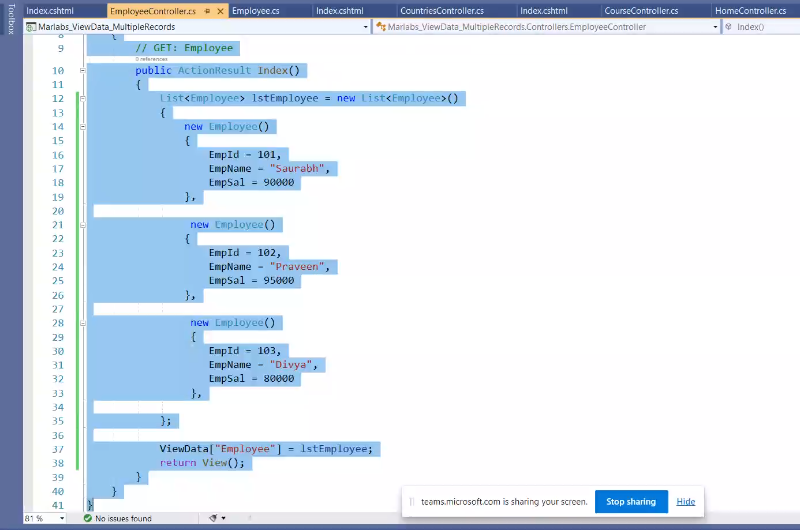 Toolbox
Index.cshtml EmployeeController.cs Employee.cs Index.cshtml CountriesController.cs Index.cshtml CourseController.cs HomeController.cs
Marlabs_ViewData_MultipleRecords Marlabs_ViewData_MultipleRecords.Controllers.EmployeeController Index()
8 {
9 // GET: Employee
0 references
10 public ActionResult Index()
11 {
12 List<Employee> lstEmployee = new List<Employee>()
13 {
14 new Employee()
15 {
16 EmpId = 101,
17 EmpName = "Saurabh",
18 EmpSal = 90000
19 },
20
21 new Employee()
22 {
23 EmpId = 102,
24 EmpName = "Praveen",
25 EmpSal = 95000
26 },
27
28 new Employee()
29 {
30 EmpId = 103,
31 EmpName = "Divya",
32 EmpSal = 80000
33 },
34
35 };
36
37 ViewData["Employee"] = lstEmployee;
38 return View();
39 }
40 }
41 }
teams.microsoft.com is sharing your screen. Stop sharing Hide
81 % No issues found